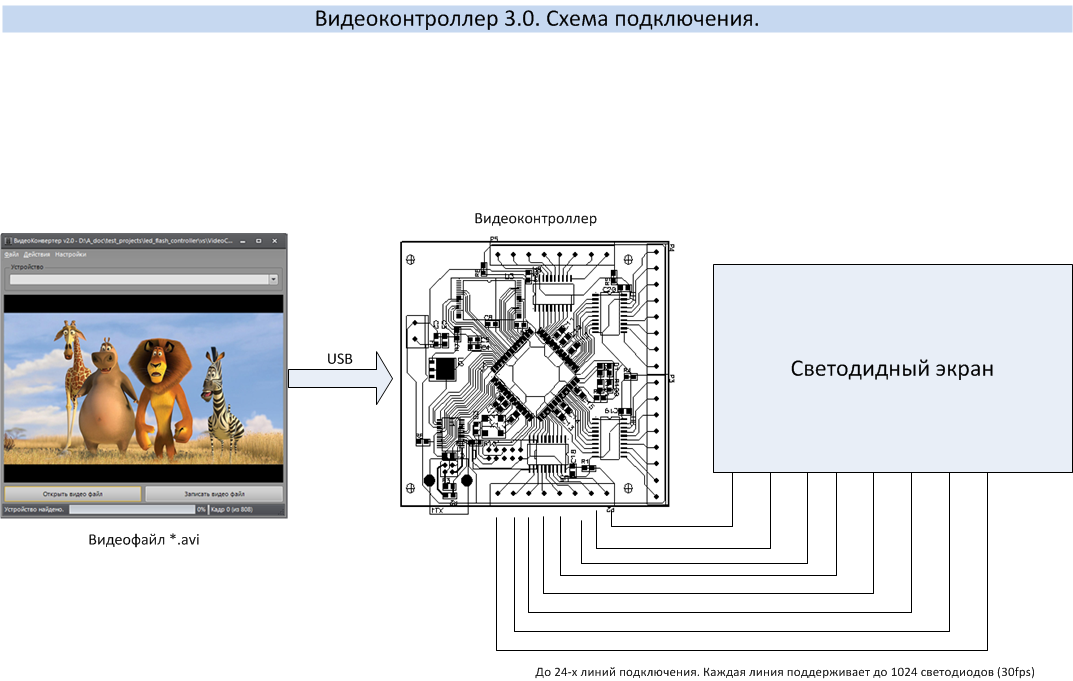 Видеоконтроллер 3.0. Схема подключения.
Видеоконтроллер
ВидеоКонвертер v2.0 - D:\A_doc\test_projects\led_flash_controller\vs\VideoC...
Файл Действия Настройки
Устройство
USB
Светодидный экран
Открыть видео файл Записать видео файл
Устройство найдено. 0% Кадр 0 (из 808)
Видеофайл *.avi
До 24-х линий подключения. Каждая линия поддерживает до 1024 светодиодов (30fps)